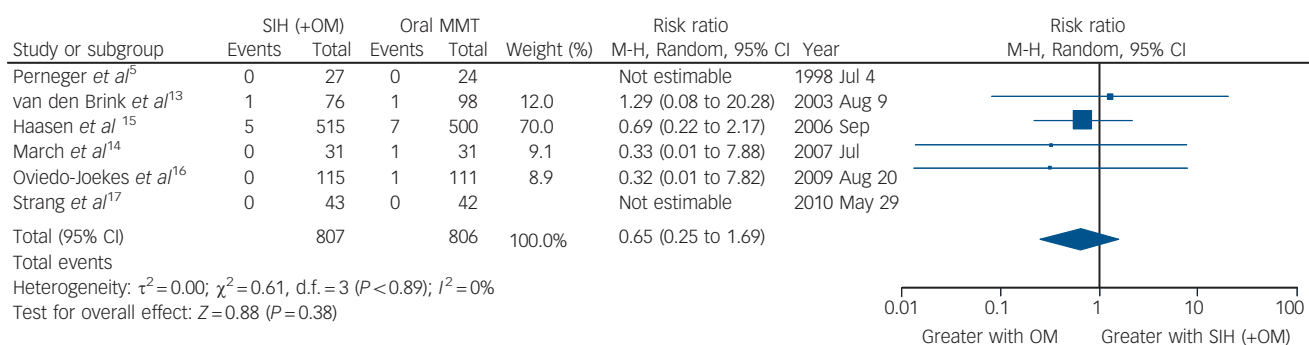 SIH (+OM) Oral MMT Risk ratio Risk ratio
Study or subgroup Events Total Events Total Weight (%) M-H, Random, 95% CI Year M-H, Random, 95% CI
Perneger et al5 0 27 0 24 Not estimable 1998 Jul 4
van den Brink et al13 1 76 1 98 12.0 1.29 (0.08 to 20.28) 2003 Aug 9
Haasen et al 15 5 515 7 500 70.0 0.69 (0.22 to 2.17) 2006 Sep
March et al14 0 31 1 31 9.1 0.33 (0.01 to 7.88) 2007 Jul
Oviedo-Joekes et al16 0 115 1 111 8.9 0.32 (0.01 to 7.82) 2009 Aug 20
Strang et al17 0 43 0 42 Not estimable 2010 May 29
Total (95% CI) 807 806 100.0% 0.65 (0.25 to 1.69)
Total events
Heterogeneity: τ2=0.00; χ2=0.61, d.f.=3 (P<0.89); I2=0%
Test for overall effect: Z=0.88 (P=0.38)
0.01 0.1 1 10 100
Greater with OM Greater with SIH (+OM)